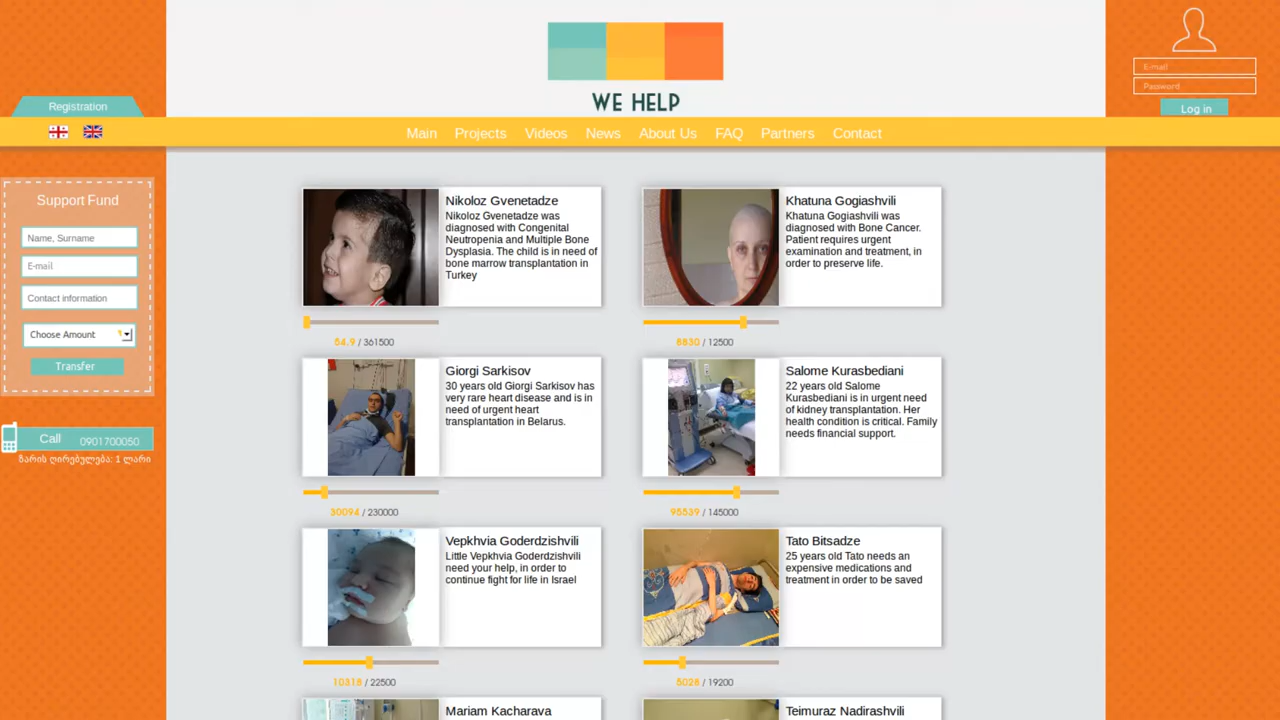 WE HELP
E-mail
Password
Log in
Registration
Main Projects Videos News About Us FAQ Partners Contact
Support Fund
Name, Surname
E-mail
Contact information
Choose Amount
Transfer
Call 0901700050
ზარის ღირებულება: 1 ლარი
Nikoloz Gvenetadze
Nikoloz Gvenetadze was
diagnosed with Congenital
Neutropenia and Multiple Bone
Dysplasia. The child is in need of
bone marrow transplantation in
Turkey
54.9 / 361500
Khatuna Gogiashvili
Khatuna Gogiashvili was
diagnosed with Bone Cancer.
Patient requires urgent
examination and treatment, in
order to preserve life.
6830 / 12500
Giorgi Sarkisov
30 years old Giorgi Sarkisov has
very rare heart disease and is in
need of urgent heart
transplantation in Belarus.
30094 / 230000
Salome Kurasbediani
22 years old Salome
Kurasbediani is in urgent need
of kidney transplantation. Her
health condition is critical. Family
needs financial support.
95539 / 145000
Vepkhvia Goderdzishvili
Little Vepkhvia Goderdzishvili
need your help, in order to
continue fight for life in Israel
10318 / 22500
Tato Bitsadze
25 years old Tato needs an
expensive medications and
treatment in order to be saved
5028 / 19200
Mariam Kacharava
Teimuraz Nadirashvili